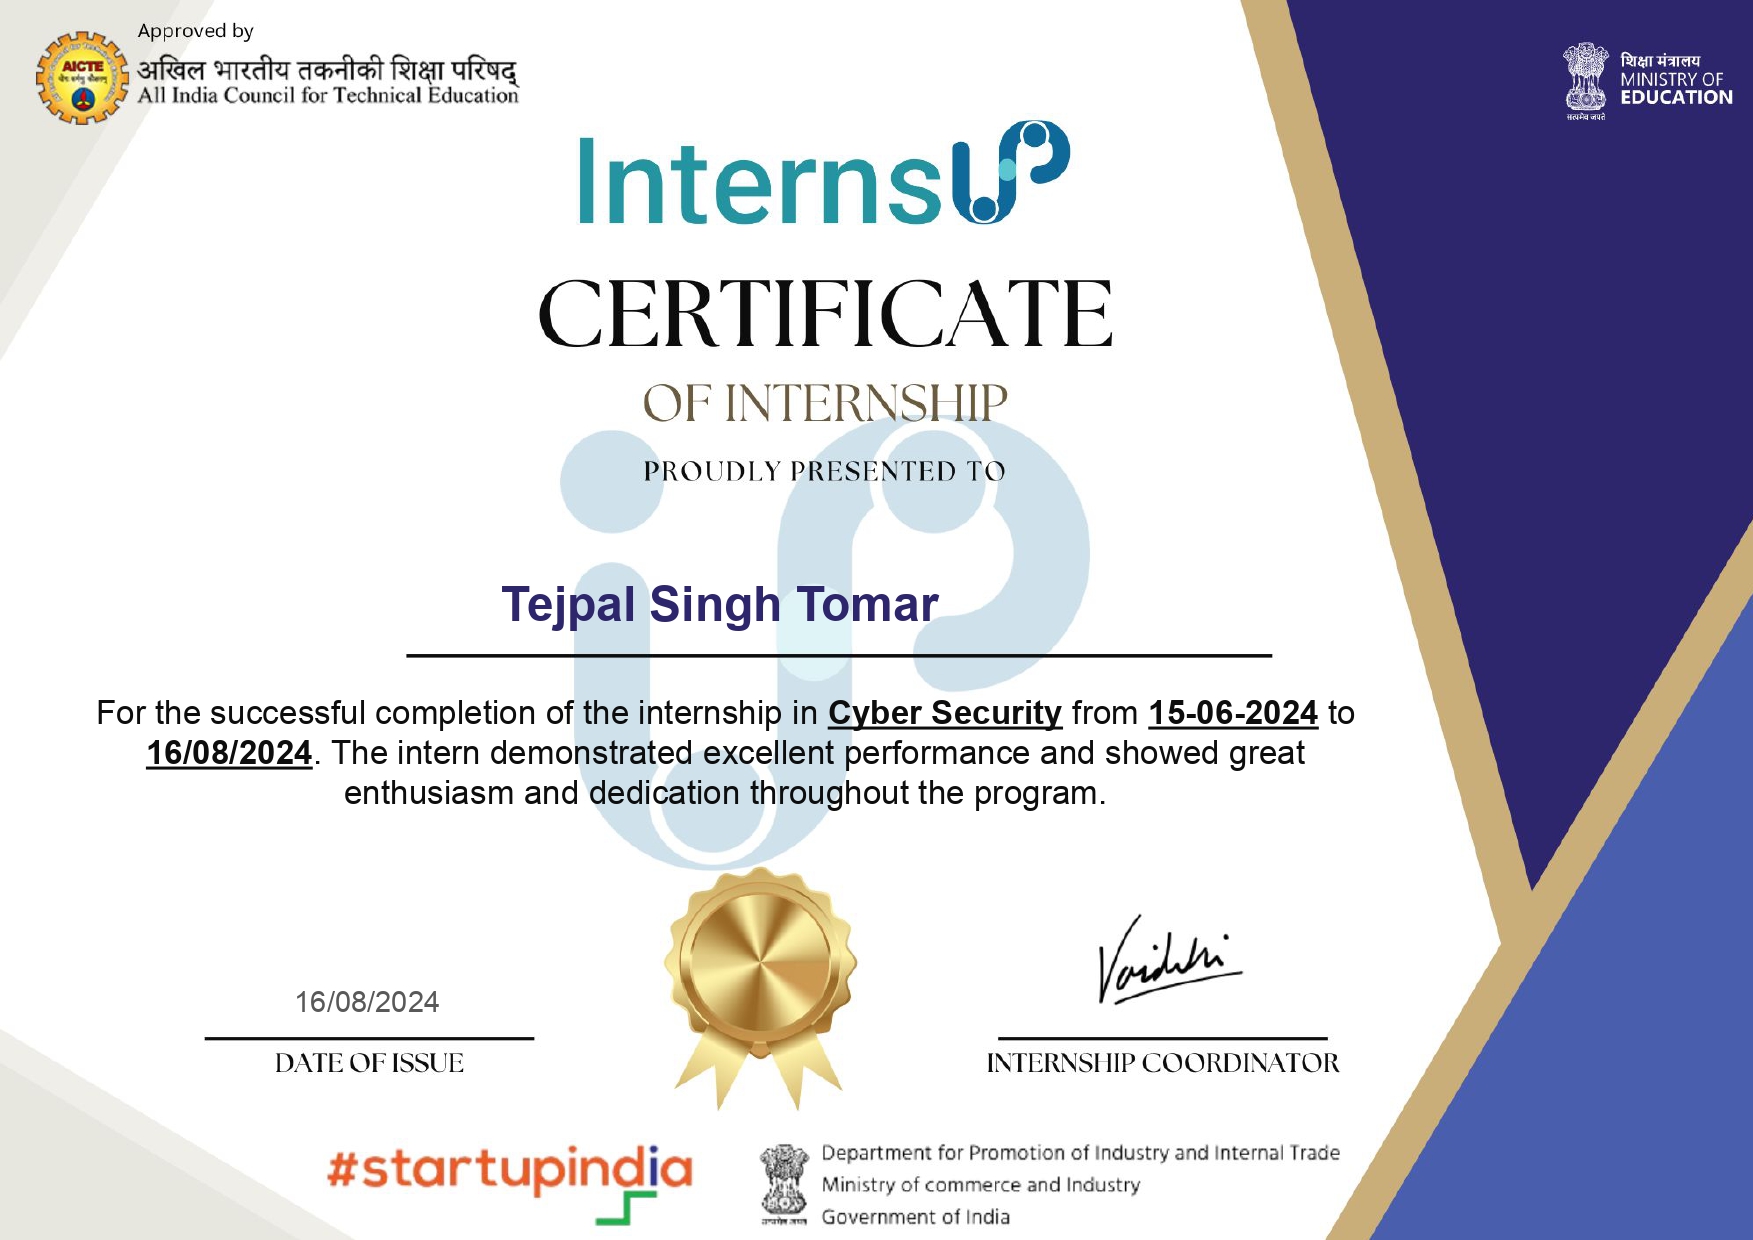 Approved by
AICTE
अखिल भारतीय तकनीकी शिक्षा परिषद्
All India Council for Technical Education
शिक्षा मंत्रालय
MINISTRY OF
EDUCATION
सत्यमेव जयते
InternsUP
CERTIFICATE
OF INTERNSHIP
PROUDLY PRESENTED TO
Tejpal Singh Tomar
For the successful completion of the internship in Cyber Security from 15-06-2024 to
16/08/2024. The intern demonstrated excellent performance and showed great
enthusiasm and dedication throughout the program.
16/08/2024
DATE OF ISSUE
INTERNSHIP COORDINATOR
#startupindia
Department for Promotion of Industry and Internal Trade
Ministry of commerce and Industry
Government of India